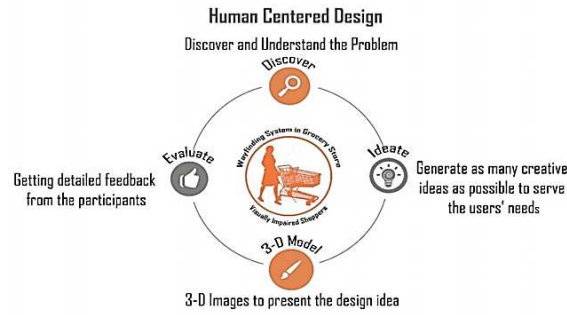 Human Centered Design
Discover and Understand the Problem
Discover
Wayfinding System in Grocery Store
Visually Impaired Shoppers
Evaluate
Getting detailed feedback
from the participants
Ideate
Generate as many creative
ideas as possible to serve
the users' needs
3-D Model
3-D Images to present the design idea